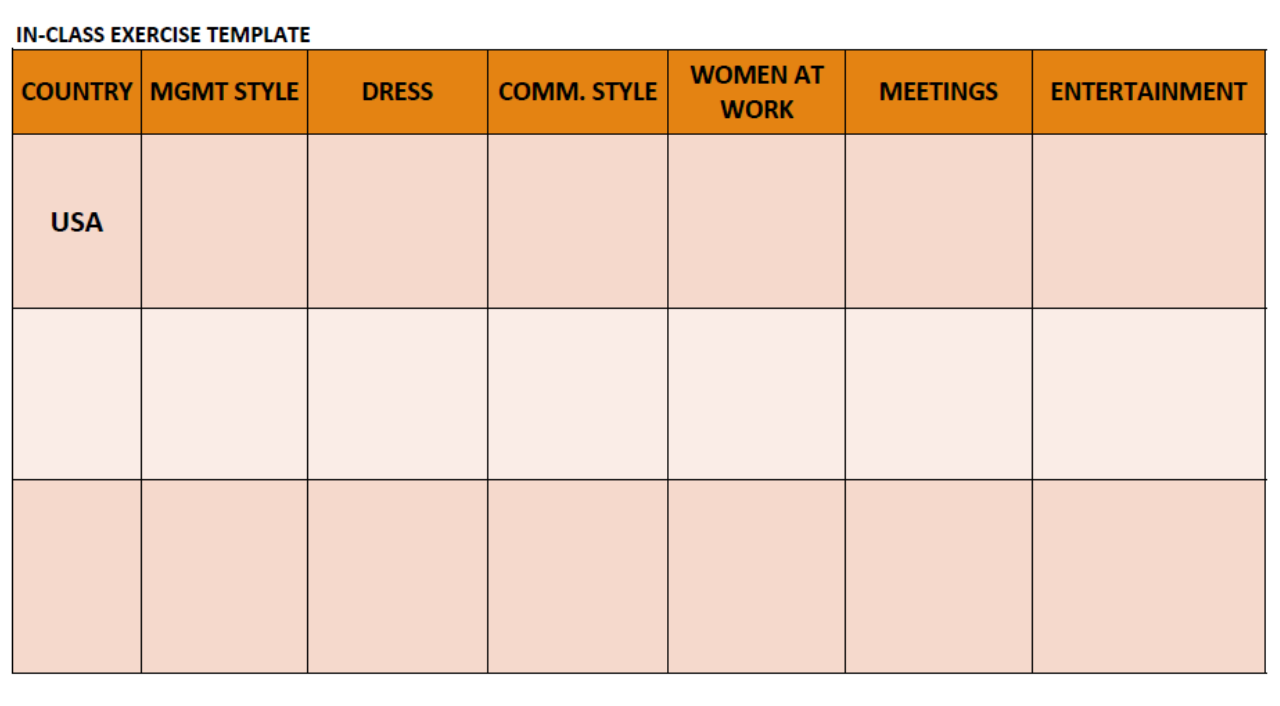 IN-CLASS EXERCISE TEMPLATE
COUNTRY MGMT STYLE DRESS COMM. STYLE WOMEN AT WORK MEETINGS ENTERTAINMENT
USA